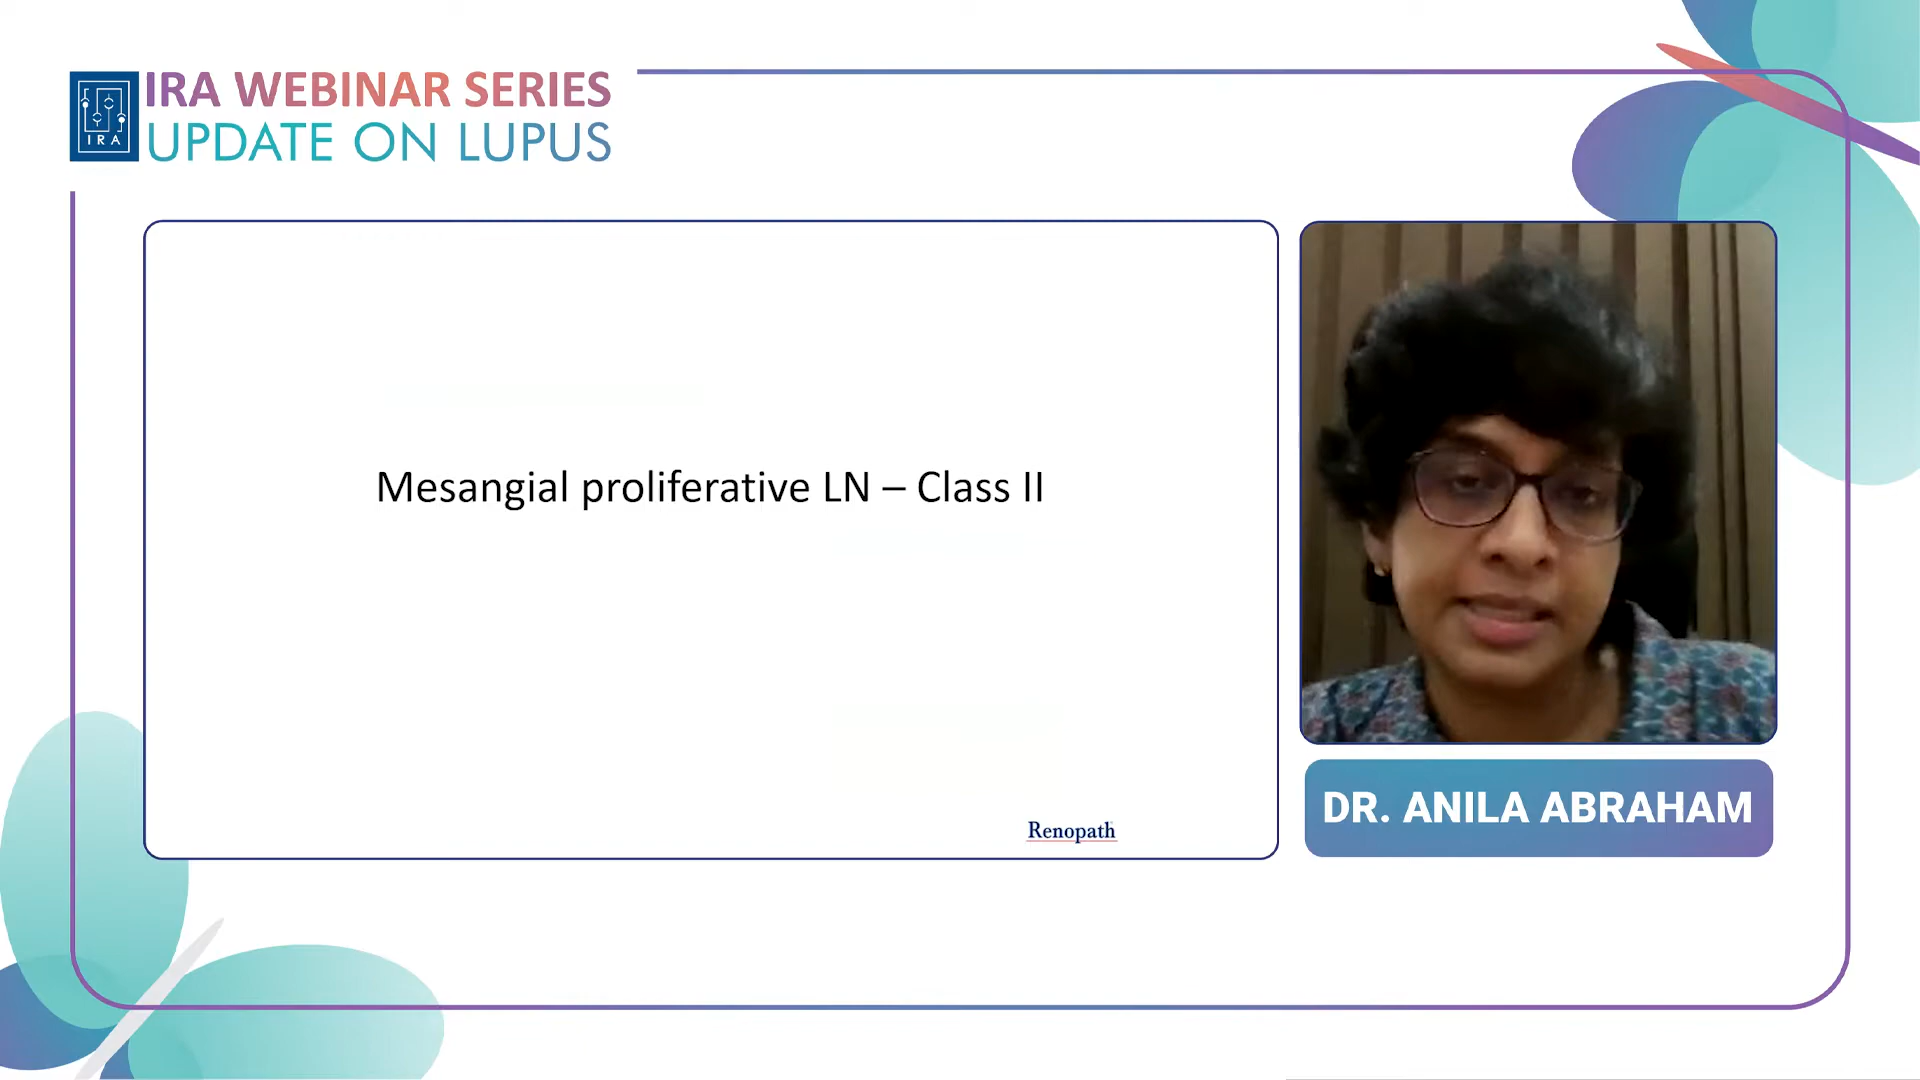 IRA WEBINAR SERIES
UPDATE ON LUPUS
IRA
Mesangial proliferative LN – Class II
Renopath
DR. ANILA ABRAHAM